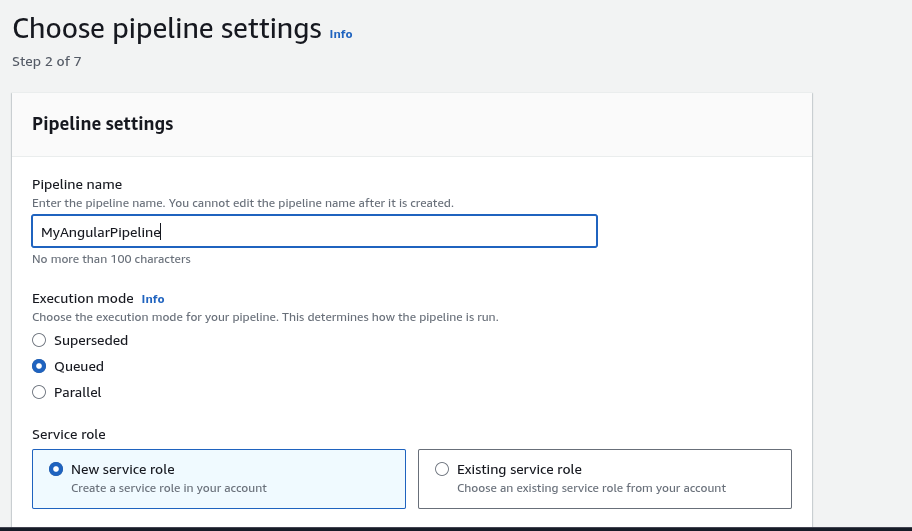 Choose pipeline settings Info
Step 2 of 7
Pipeline settings
Pipeline name
Enter the pipeline name. You cannot edit the pipeline name after it is created.
MyAngularPipeline
No more than 100 characters
Execution mode Info
Choose the execution mode for your pipeline. This determines how the pipeline is run.
Superseded
Queued
Parallel
Service role
New service role
Create a service role in your account
Existing service role
Choose an existing service role from your account